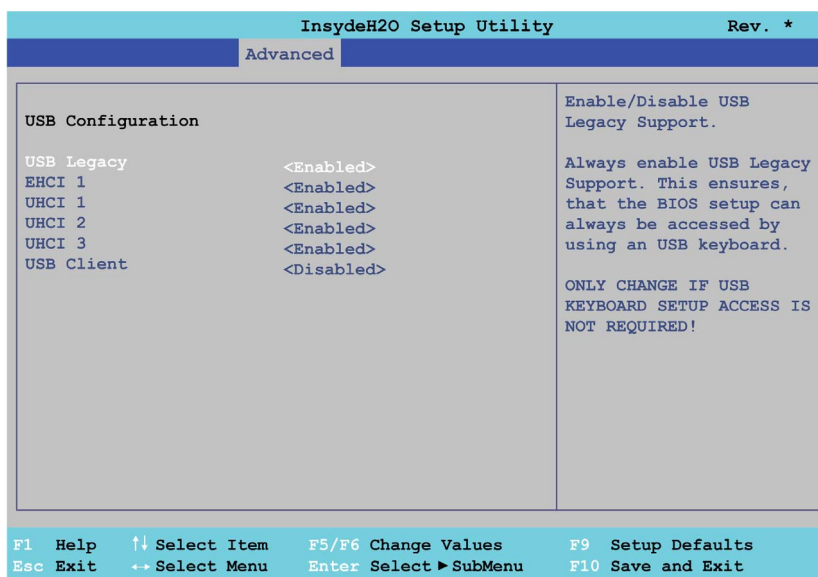 InsydeH2O Setup Utility Rev. *
Advanced
USB Configuration
USB Legacy <Enabled>
EHCI 1 <Enabled>
UHCI 1 <Enabled>
UHCI 2 <Enabled>
UHCI 3 <Enabled>
USB Client <Disabled>
Enable/Disable USB
Legacy Support.
Always enable USB Legacy
Support. This ensures,
that the BIOS setup can
always be accessed by
using an USB keyboard.
ONLY CHANGE IF USB
KEYBOARD SETUP ACCESS IS
NOT REQUIRED!
F1 Help ↑↓ Select Item F5/F6 Change Values F9 Setup Defaults
Esc Exit ↔ Select Menu Enter Select ► SubMenu F10 Save and Exit